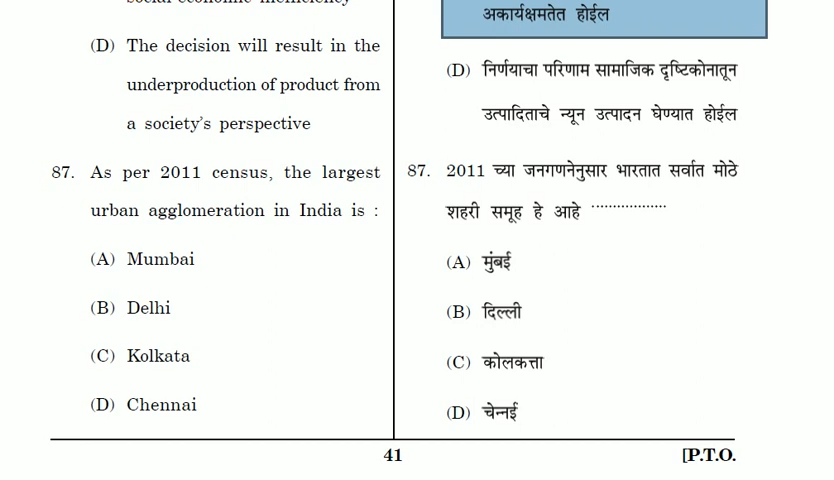 (D) The decision will result in the
underproduction of product from
a society's perspective
87. As per 2011 census, the largest
urban agglomeration in India is :
(A) Mumbai
(B) Delhi
(C) Kolkata
(D) Chennai
अकार्यक्षमतेत होईल
(D) निर्णयाचा परिणाम सामाजिक दृष्टिकोनातून
उत्पादिताचे न्यून उत्पादन घेण्यात होईल
87. 2011 च्या जनगणनेनुसार भारतात सर्वात मोठे
शहरी समूह हे आहे ..................
(A) मुंबई
(B) दिल्ली
(C) कोलकत्ता
(D) चेन्नई
41
[P.T.O.